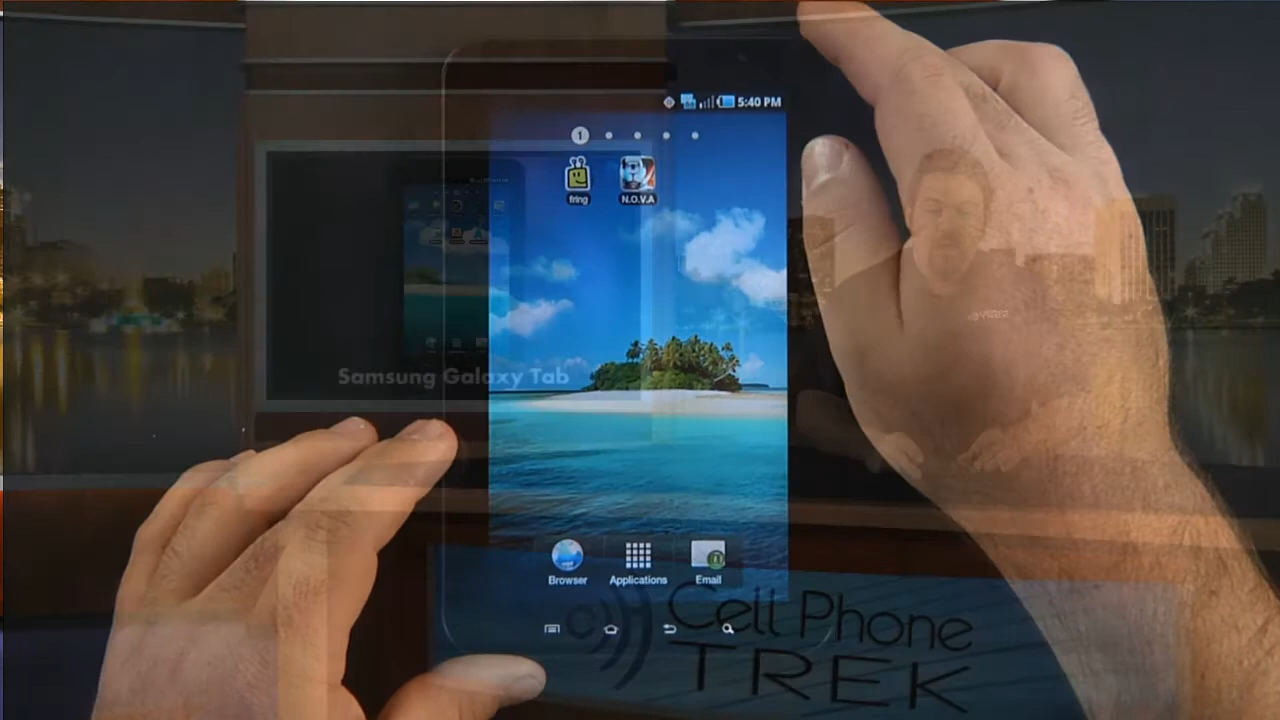 5:40 PM
1
fring
N.O.V.A
Samsung Galaxy Tab
Browser
Applications
Email
Cell Phone
TREK